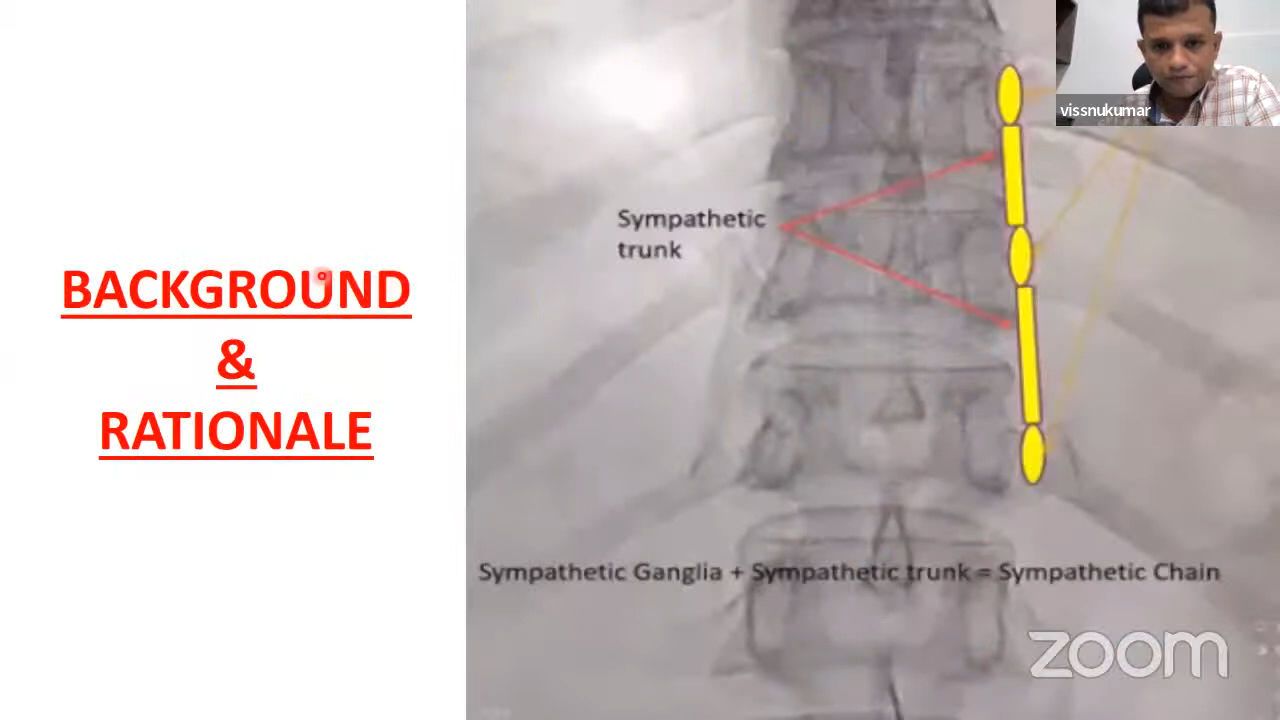 vissnukumar
Sympathetic
trunk
BACKGROUND
&
RATIONALE
Sympathetic Ganglia + Sympathetic trunk = Sympathetic Chain
zoom